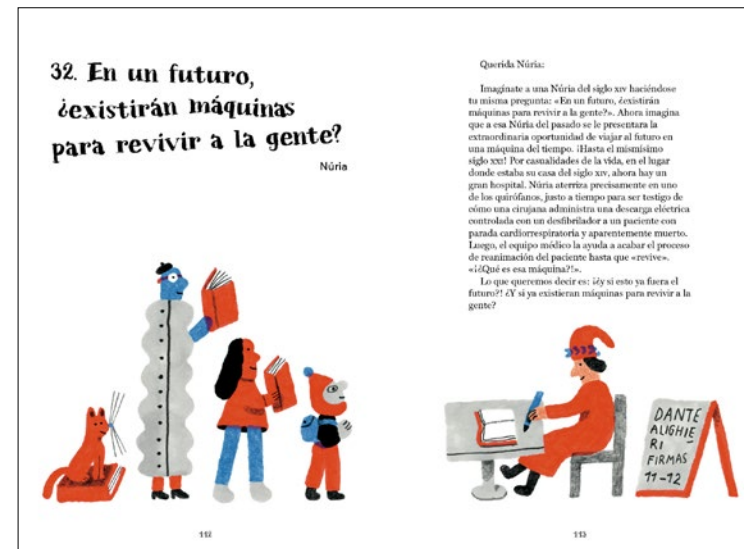 32. En un futuro,
¿existirán máquinas
para revivir a la gente?
Núria
112
Querida Núria:
Imagínate a una Núria del siglo XIV haciéndose
tu misma pregunta: «En un futuro, ¿existirán
máquinas para revivir a la gente?». Ahora imagina
que a esa Núria del pasado se le presentara la
extraordinaria oportunidad de viajar al futuro en
una máquina del tiempo. ¡Hasta el mismísimo
siglo XXI! Por casualidades de la vida, en el lugar
donde estaba su casa del siglo XIV, ahora hay un
gran hospital. Núria aterriza precisamente en uno
de los quirófanos, justo a tiempo para ser testigo de
cómo una cirujana administra una descarga eléctrica
controlada con un desfibrilador a un paciente con
parada cardiorrespiratoria y aparentemente muerto.
Luego, el equipo médico la ayuda a acabar el proceso
de reanimación del paciente hasta que «revive».
«¡¿Qué es esa máquina?!».
Lo que queremos decir es: ¡¿y si esto ya fuera el
futuro?! ¿Y si ya existieran máquinas para revivir a la
gente?
DANTE
ALIGHIE
RI
FIRMAS
11-12
113